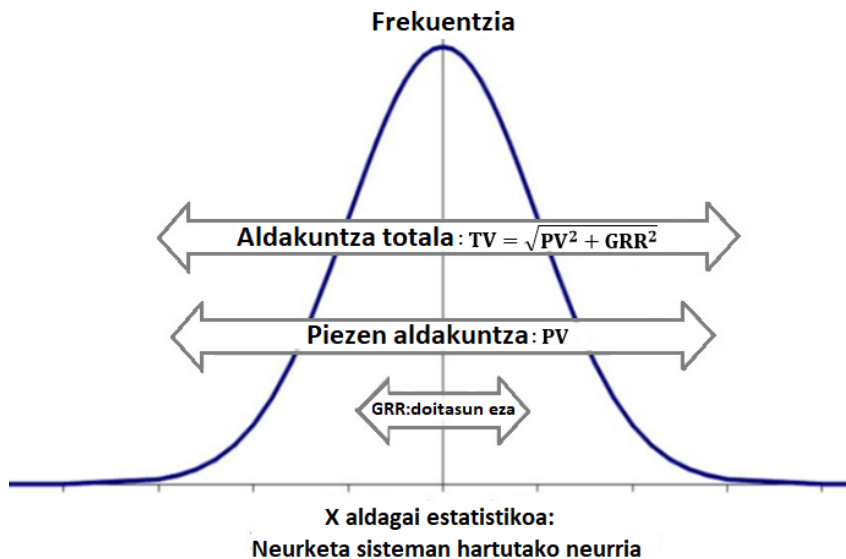 Frekuentzia
Aldakuntza totala: TV = √PV² + GRR²
Piezen aldakuntza: PV
GRR:doitasun eza
X aldagai estatistikoa:
Neurketa sisteman hartutako neurria